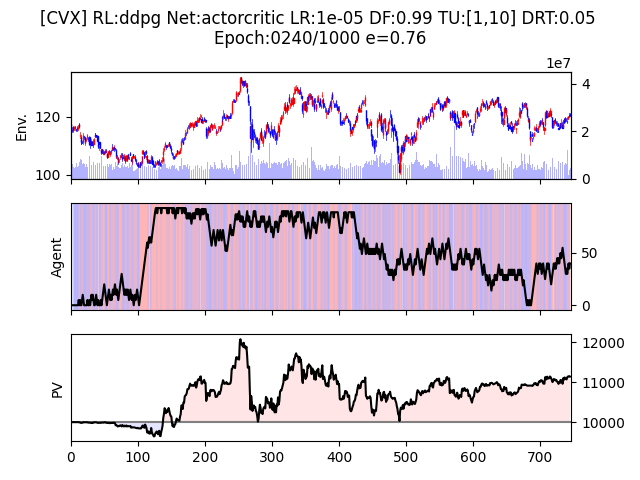 [CVX] RL:ddpg Net:actorcritic LR:1e-05 DF:0.99 TU:[1,10] DRT:0.05
Epoch:0240/1000 e=0.76
1e7
Env.
120
100
4
2
0
Agent
50
0
PV
12000
11000
10000
0 100 200 300 400 500 600 700